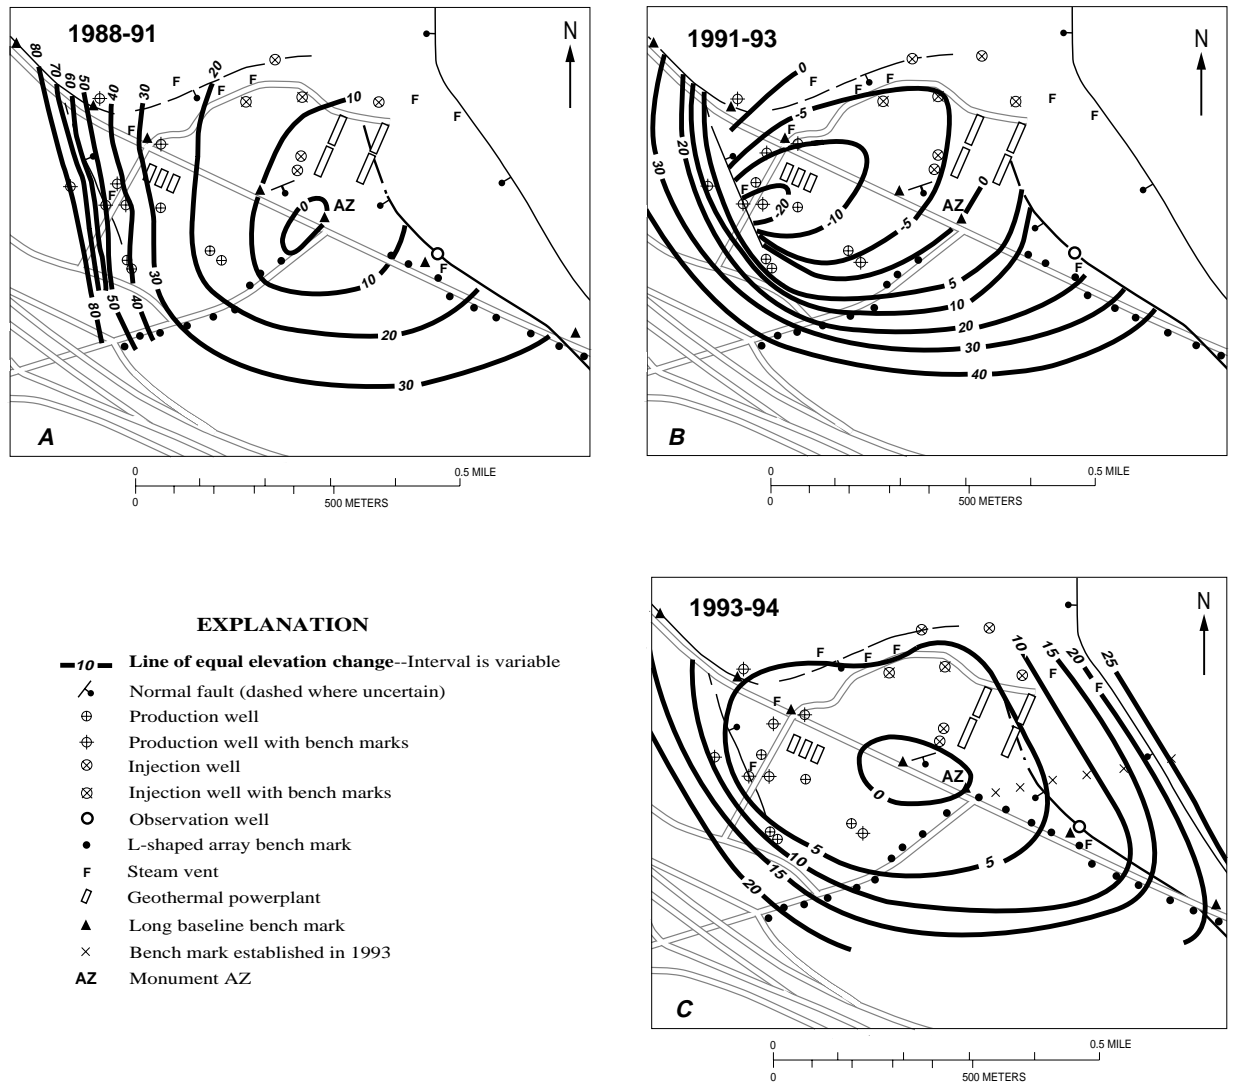 1988-91
N
80
70
60
50
40
30
20
10
F
F
F
F
F
F
F
0
AZ
F
80
50
40
30
10
20
30
A
0
0.5 MILE
0
500 METERS
1991-93
N
0
-5
F
F
F
F
F
F
30
20
F
-20
-10
-5
0
AZ
F
5
10
20
30
40
B
0
0.5 MILE
0
500 METERS
EXPLANATION
10 Line of equal elevation change--Interval is variable
Normal fault (dashed where uncertain)
Production well
Production well with bench marks
Injection well
Injection well with bench marks
Observation well
L-shaped array bench mark
F Steam vent
Geothermal powerplant
Long baseline bench mark
Bench mark established in 1993
AZ Monument AZ
1993-94
N
10
15
20
25
F
F
F
F
F
F
F
0
AZ
F
5
5
10
15
20
C
0
0.5 MILE
0
500 METERS